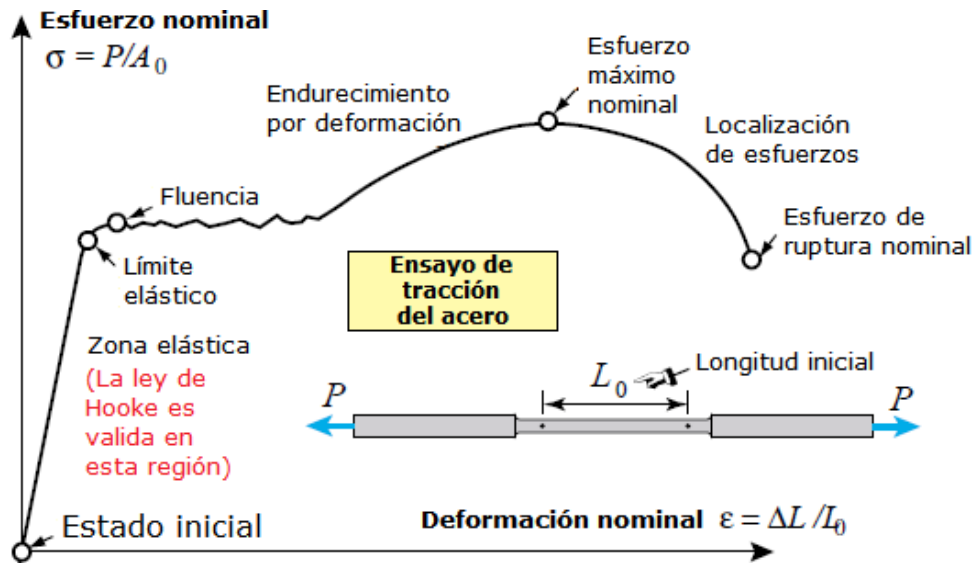 Esfuerzo nominal
σ = P/A₀
Esfuerzo
máximo
nominal
Endurecimiento
por deformación
Localización
de esfuerzos
Fluencia
Esfuerzo de
ruptura nominal
Límite
elástico
Ensayo de
tracción
del acero
Zona elástica
(La ley de
Hooke es
valida en
esta región)
Longitud inicial
L₀
P
P
Estado inicial
Deformación nominal ε = ΔL/L₀